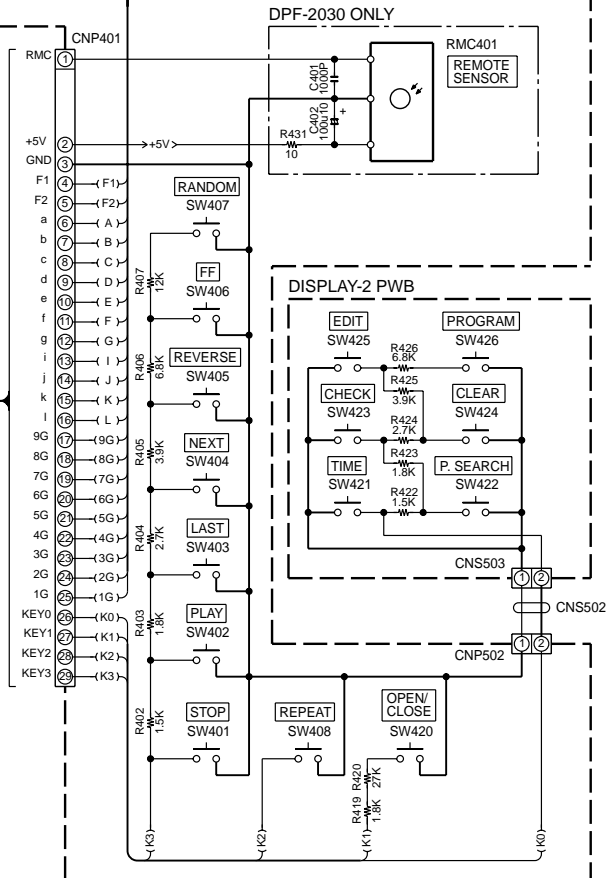 DPF-2030 ONLY
CNP401
RMC 1
RMC401
REMOTE
SENSOR
C401
1000P
C402
100u10
+
+5V 2
+5V
R431
10
GND 3
F1 4 (F1)
F2 5 (F2)
a 6 (A)
b 7 (B)
c 8 (C)
d 9 (D)
e 10 (E)
f 11 (F)
g 12 (G)
i 13 (I)
j 14 (J)
k 15 (K)
l 16 (L)
9G 17 (9G)
8G 18 (8G)
7G 19 (7G)
6G 20 (6G)
5G 21 (5G)
4G 22 (4G)
3G 23 (3G)
2G 24 (2G)
1G 25 (1G)
KEY0 26 (K0)
KEY1 27 (K1)
KEY2 28 (K2)
KEY3 29 (K3)
RANDOM
SW407
R407
12K
FF
SW406
R406
6.8K
REVERSE
SW405
R405
3.9K
NEXT
SW404
R404
2.7K
LAST
SW403
R403
1.8K
PLAY
SW402
R402
1.5K
STOP
SW401
REPEAT
SW408
OPEN/
CLOSE
SW420
R420
27K
R419
1.8K
(K3)
(K2)
(K1)
(K0)
DISPLAY-2 PWB
EDIT
SW425
R426
6.8K
PROGRAM
SW426
R425
3.9K
CHECK
SW423
R424
2.7K
CLEAR
SW424
R423
1.8K
TIME
SW421
R422
1.5K
P. SEARCH
SW422
CNS503
1 2
CNS502
CNP502
1 2